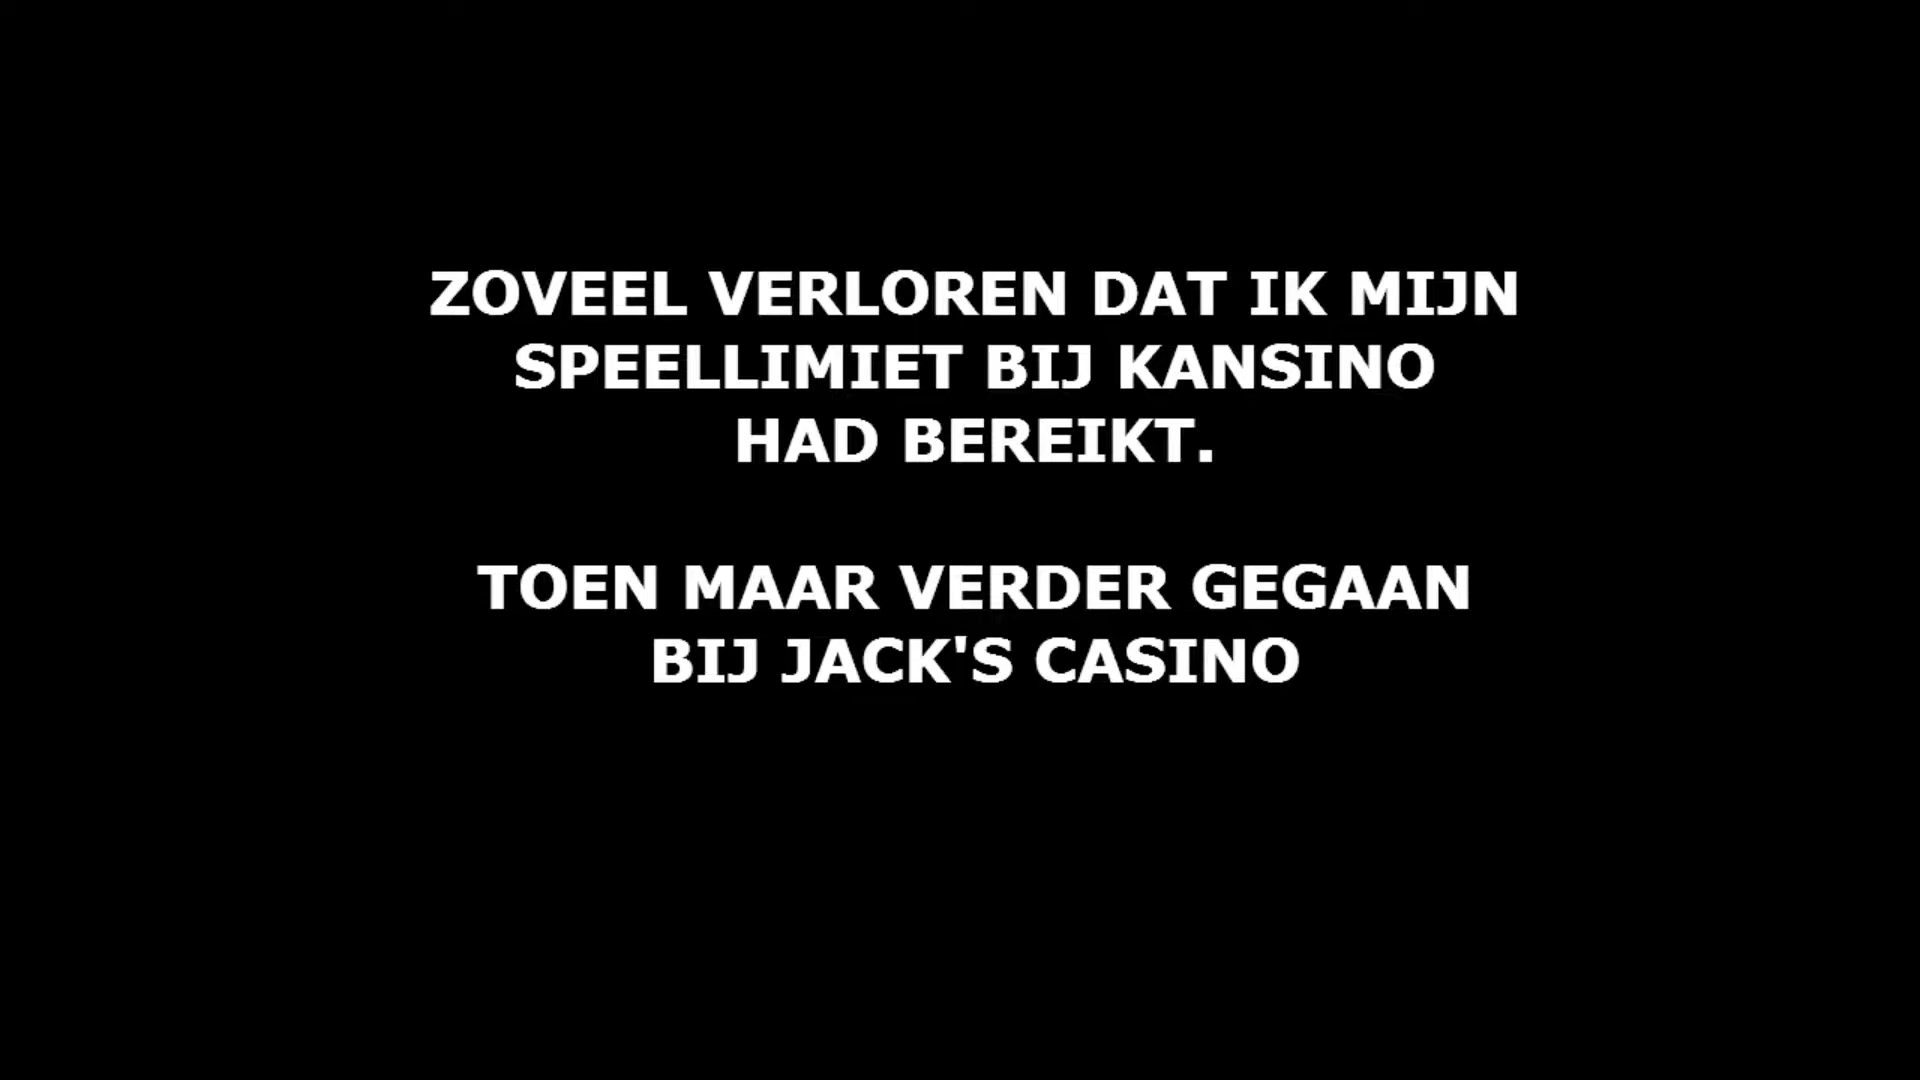 ZOVEEL VERLOREN DAT IK MIJN
SPEELLIMIET BIJ KANSINO
HAD BEREIKT.
TOEN MAAR VERDER GEGAAN
BIJ JACK'S CASINO